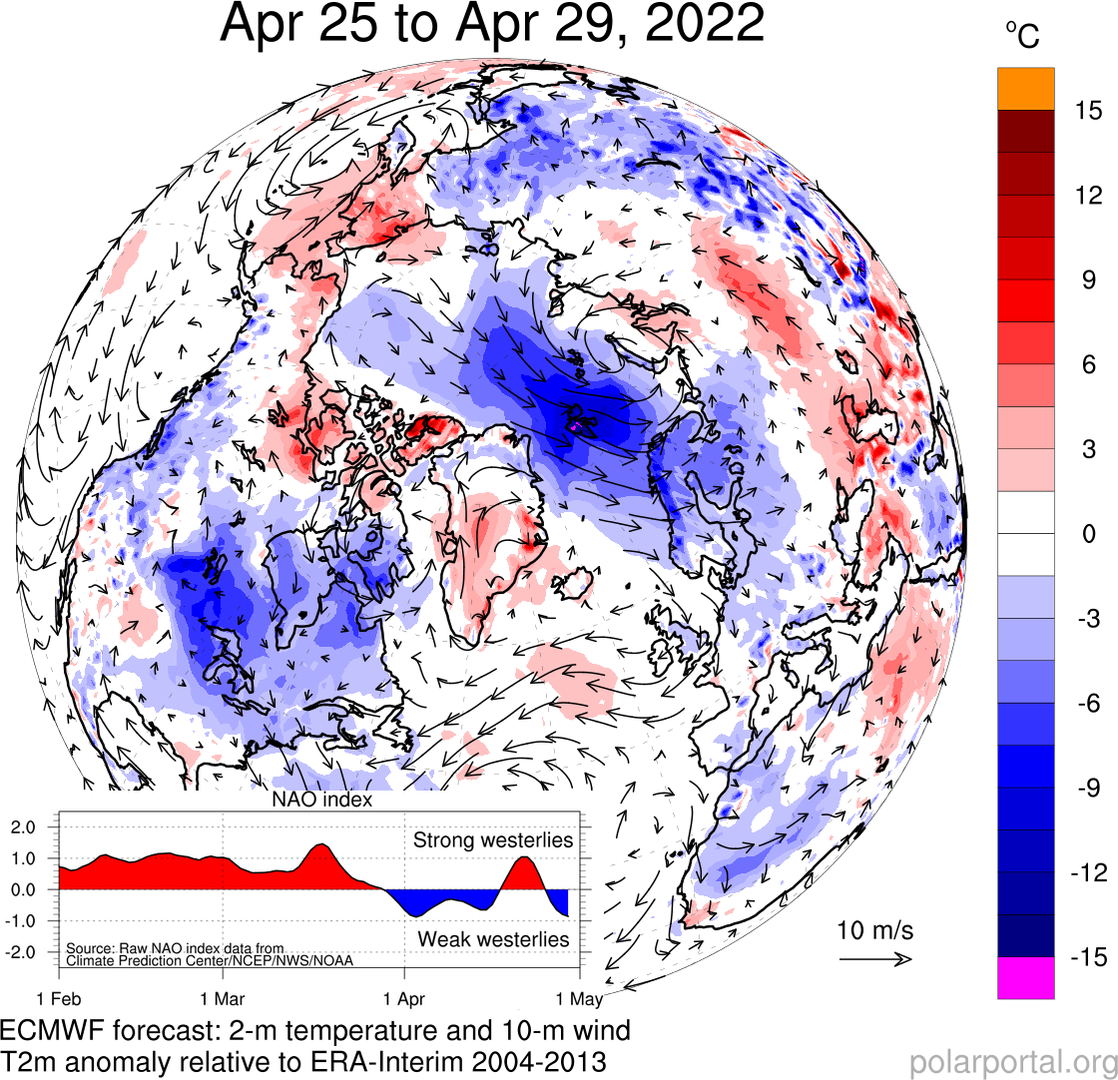 Apr 25 to Apr 29, 2022
°C
15
12
9
6
3
0
-3
-6
-9
-12
-15
10 m/s
NAO index
2.0
1.0
0.0
-1.0
-2.0
Strong westerlies
Weak westerlies
Source: Raw NAO index data from
Climate Prediction Center/NCEP/NWS/NOAA
1 Feb
1 Mar
1 Apr
1 May
ECMWF forecast: 2-m temperature and 10-m wind
T2m anomaly relative to ERA-Interim 2004-2013
polarportal.org